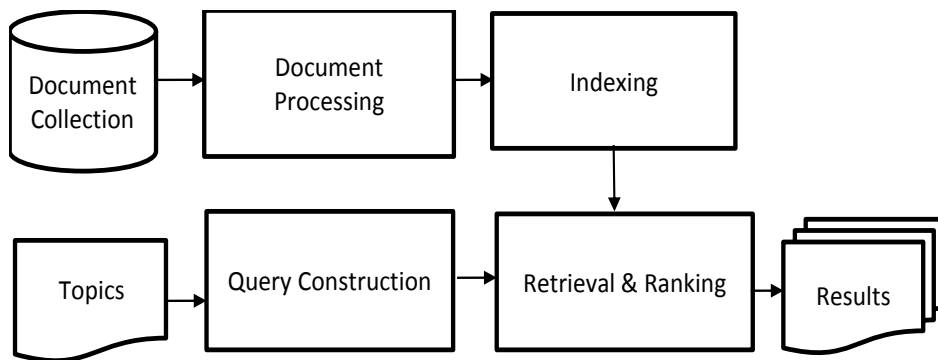 Document
Collection
Document
Processing
Indexing
Topics
Query Construction
Retrieval & Ranking
Results